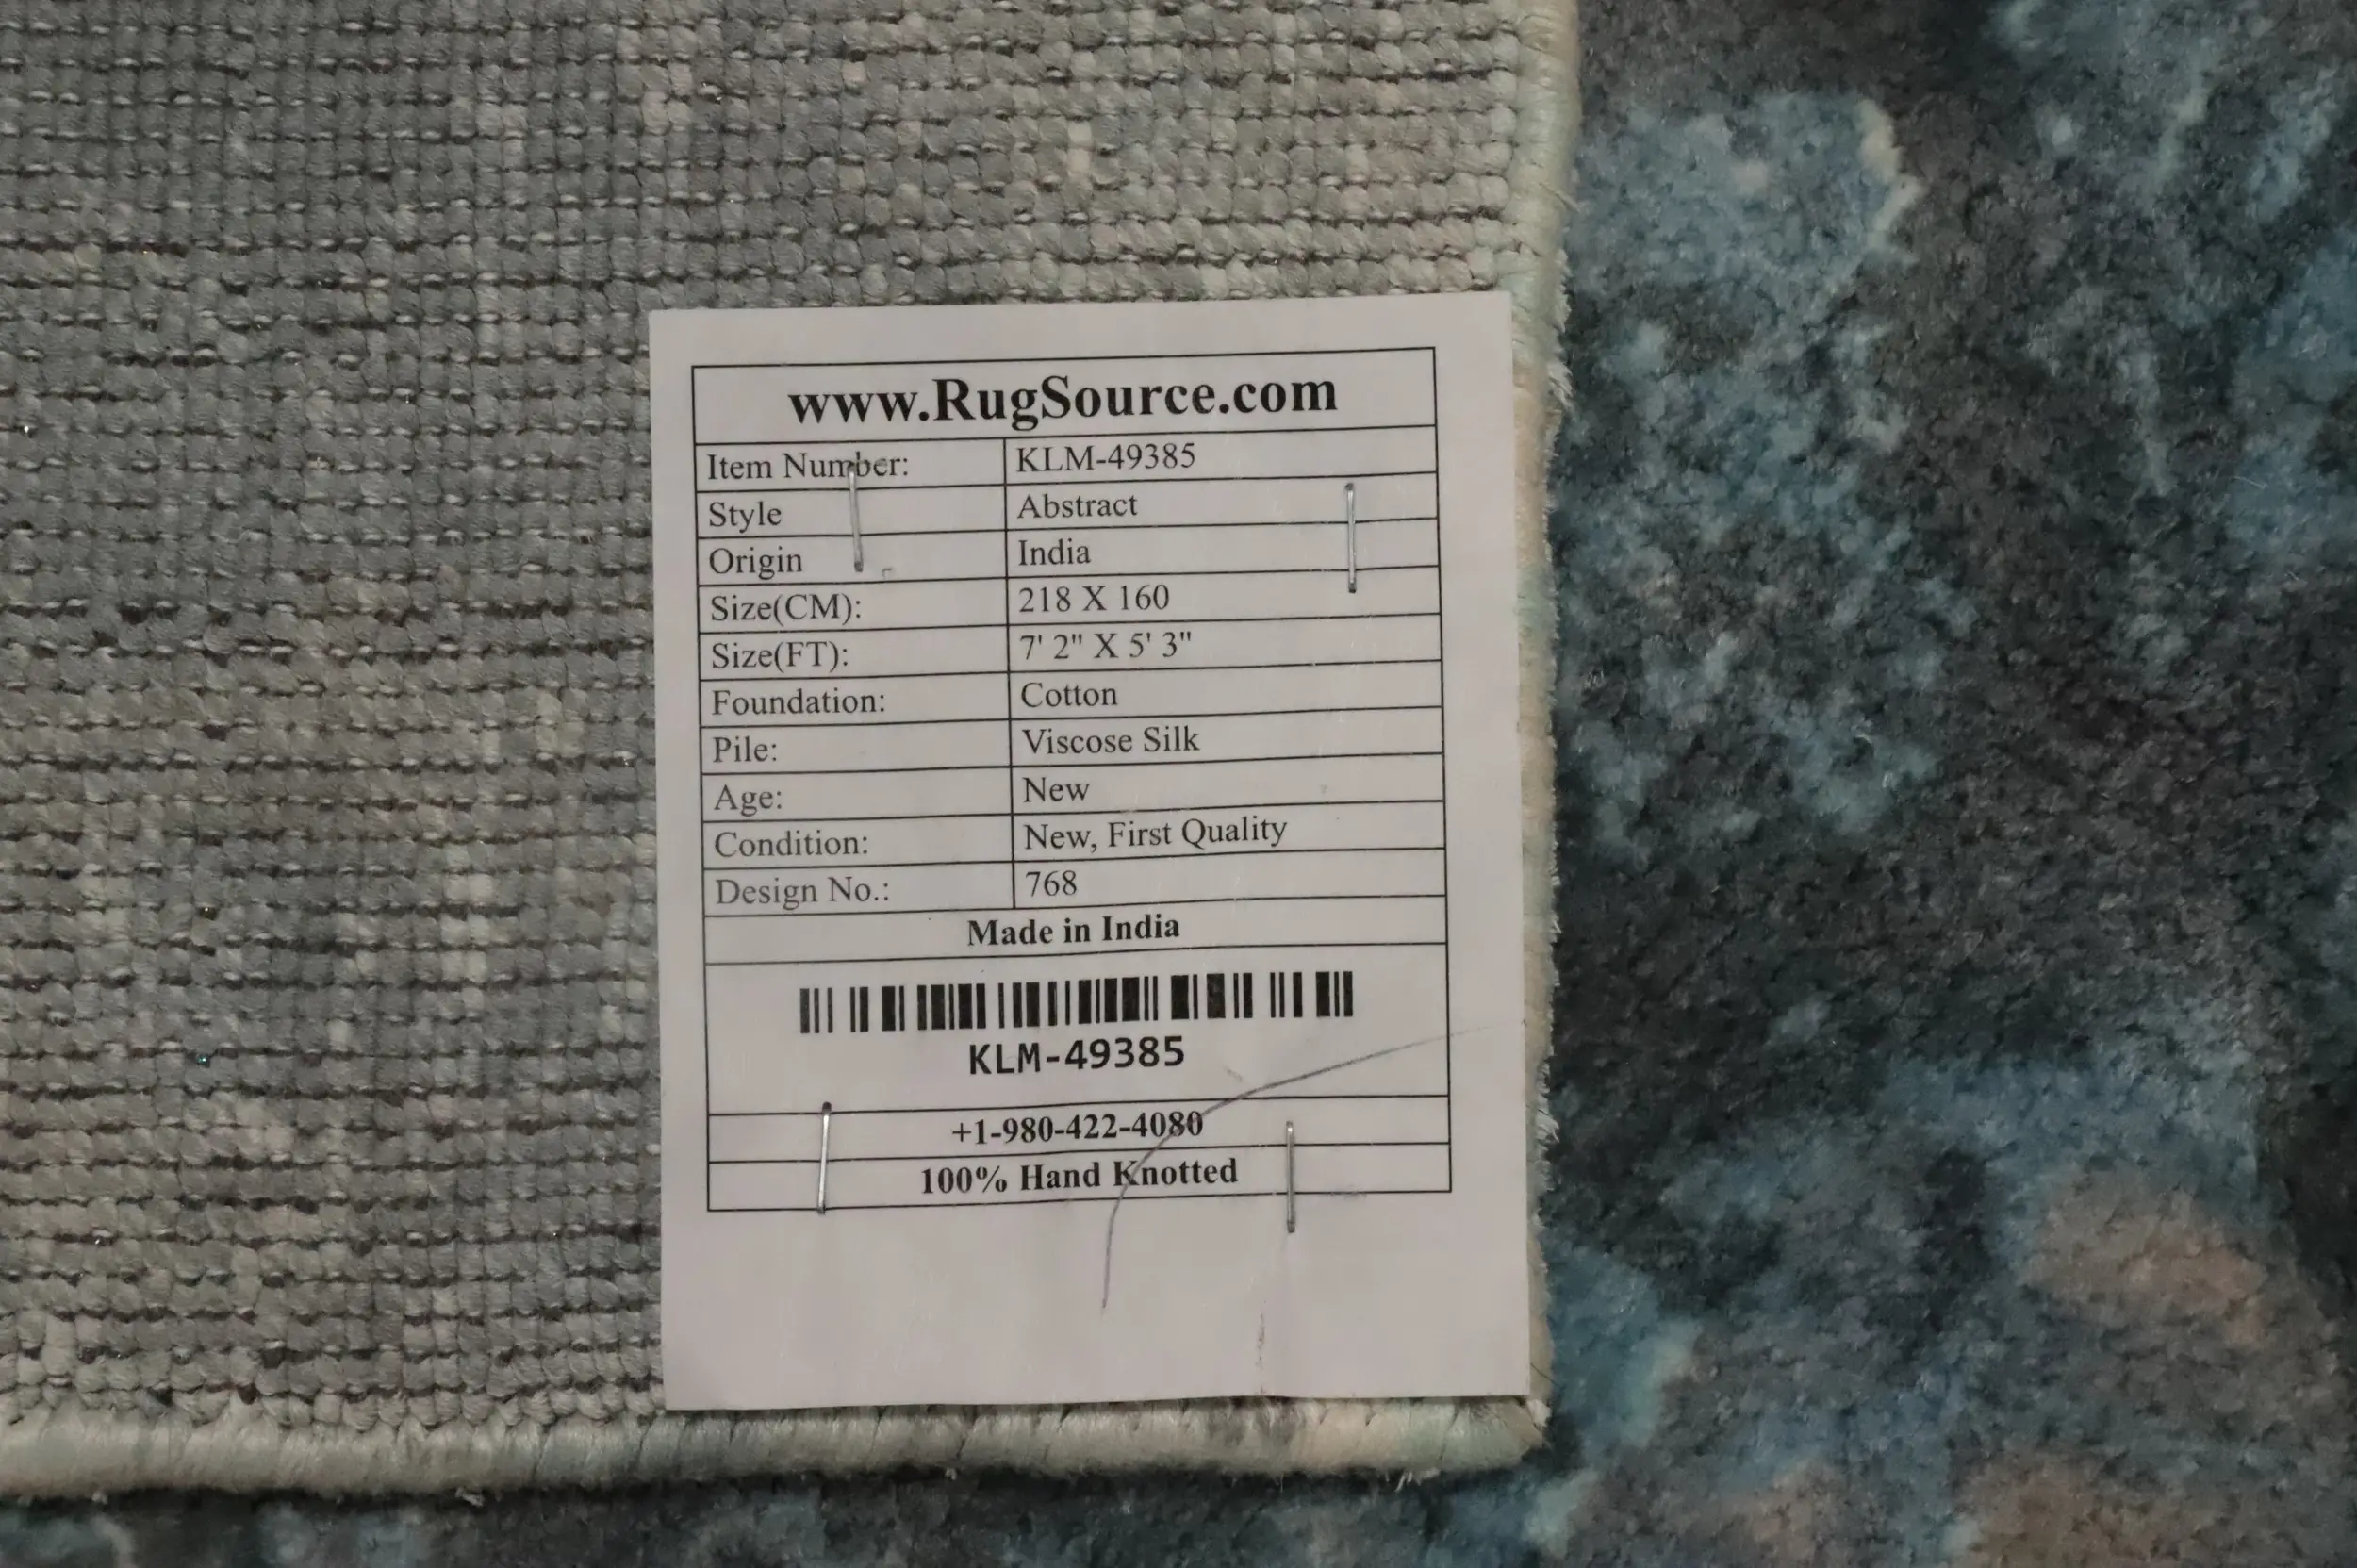 www.RugSource.com
Item Number: KLM-49385
Style Abstract
Origin India
Size(CM): 218 X 160
Size(FT): 7' 2" X 5' 3"
Foundation: Cotton
Pile: Viscose Silk
Age: New
Condition: New, First Quality
Design No.: 768
Made in India
KLM-49385
+1-980-422-4080
100% Hand Knotted